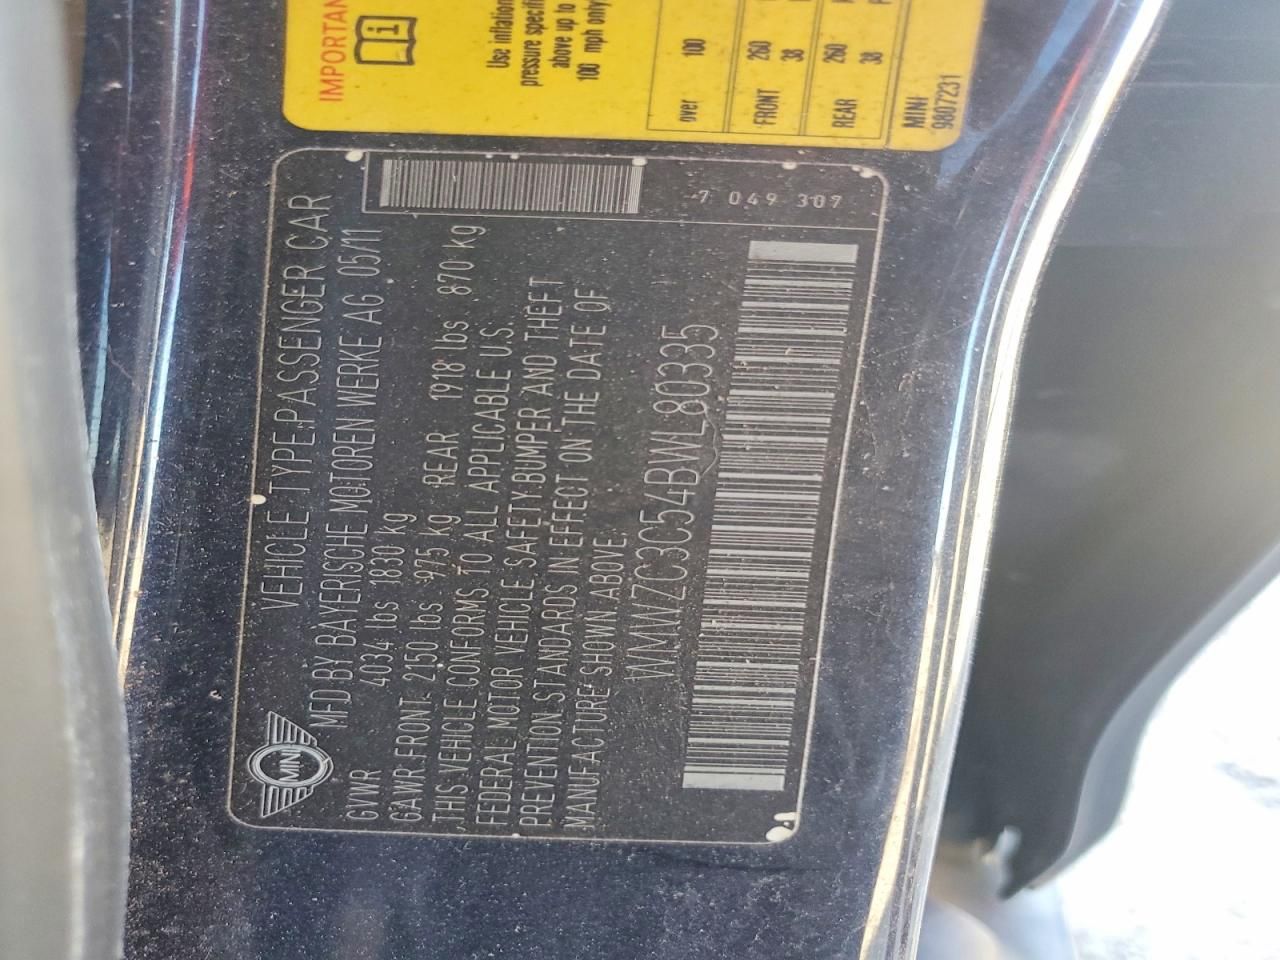 IMPORTAN
Use inflation
pressure specifi
above up to
100 mph only
over 100
FRONT 260
38
REAR 260
38
MINI
9807231
VEHICLE TYPE:PASSENGER CAR
MFD BY BAYERISCHE MOTOREN WERKE AG 05/11
MINI
GVWR 4034 lbs 1830 kg
GAWR FRONT 2150 lbs 975 kg REAR 1918 lbs 870 kg
THIS VEHICLE CONFORMS TO ALL APPLICABLE U.S.
FEDERAL MOTOR VEHICLE SAFETY,BUMPER AND THEFT
PREVENTION STANDARDS IN EFFECT ON THE DATE OF
MANUFACTURE SHOWN ABOVE.
WMWZC3C54BWL80335
7 049 307